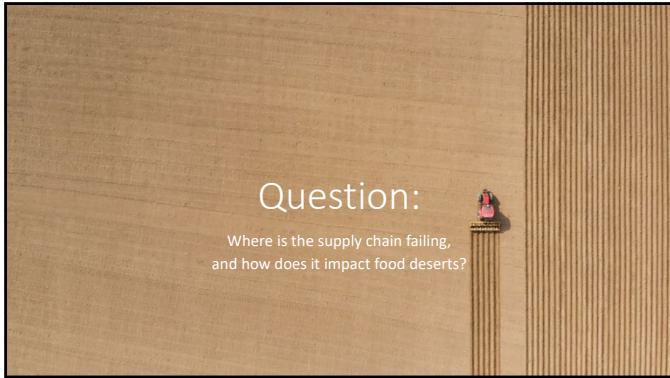 Question:
Where is the supply chain failing,
and how does it impact food deserts?